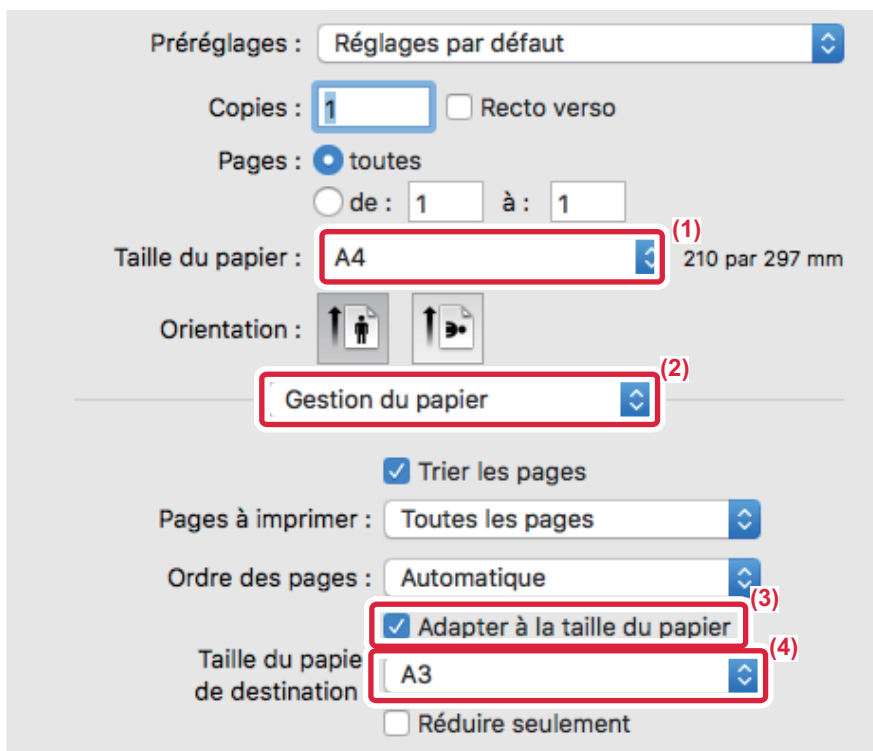 Préréglages : Réglages par défaut
Copies : 1 Recto verso
Pages : toutes
de : 1 à : 1
(1)
Taille du papier : A4 210 par 297 mm
Orientation :
(2)
Gestion du papier
Trier les pages
Pages à imprimer : Toutes les pages
Ordre des pages : Automatique
(3)
Adapter à la taille du papier
(4)
Taille du papie
de destination A3
Réduire seulement